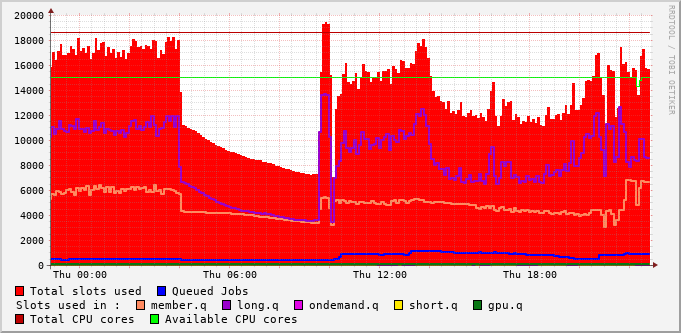 RRDTOOL / TOBI OETIKER
20000
18000
16000
14000
12000
10000
8000
6000
4000
2000
0
Thu 00:00 Thu 06:00 Thu 12:00 Thu 18:00
Total slots used Queued Jobs
Slots used in : member.q long.q ondemand.q short.q gpu.q
Total CPU cores Available CPU cores